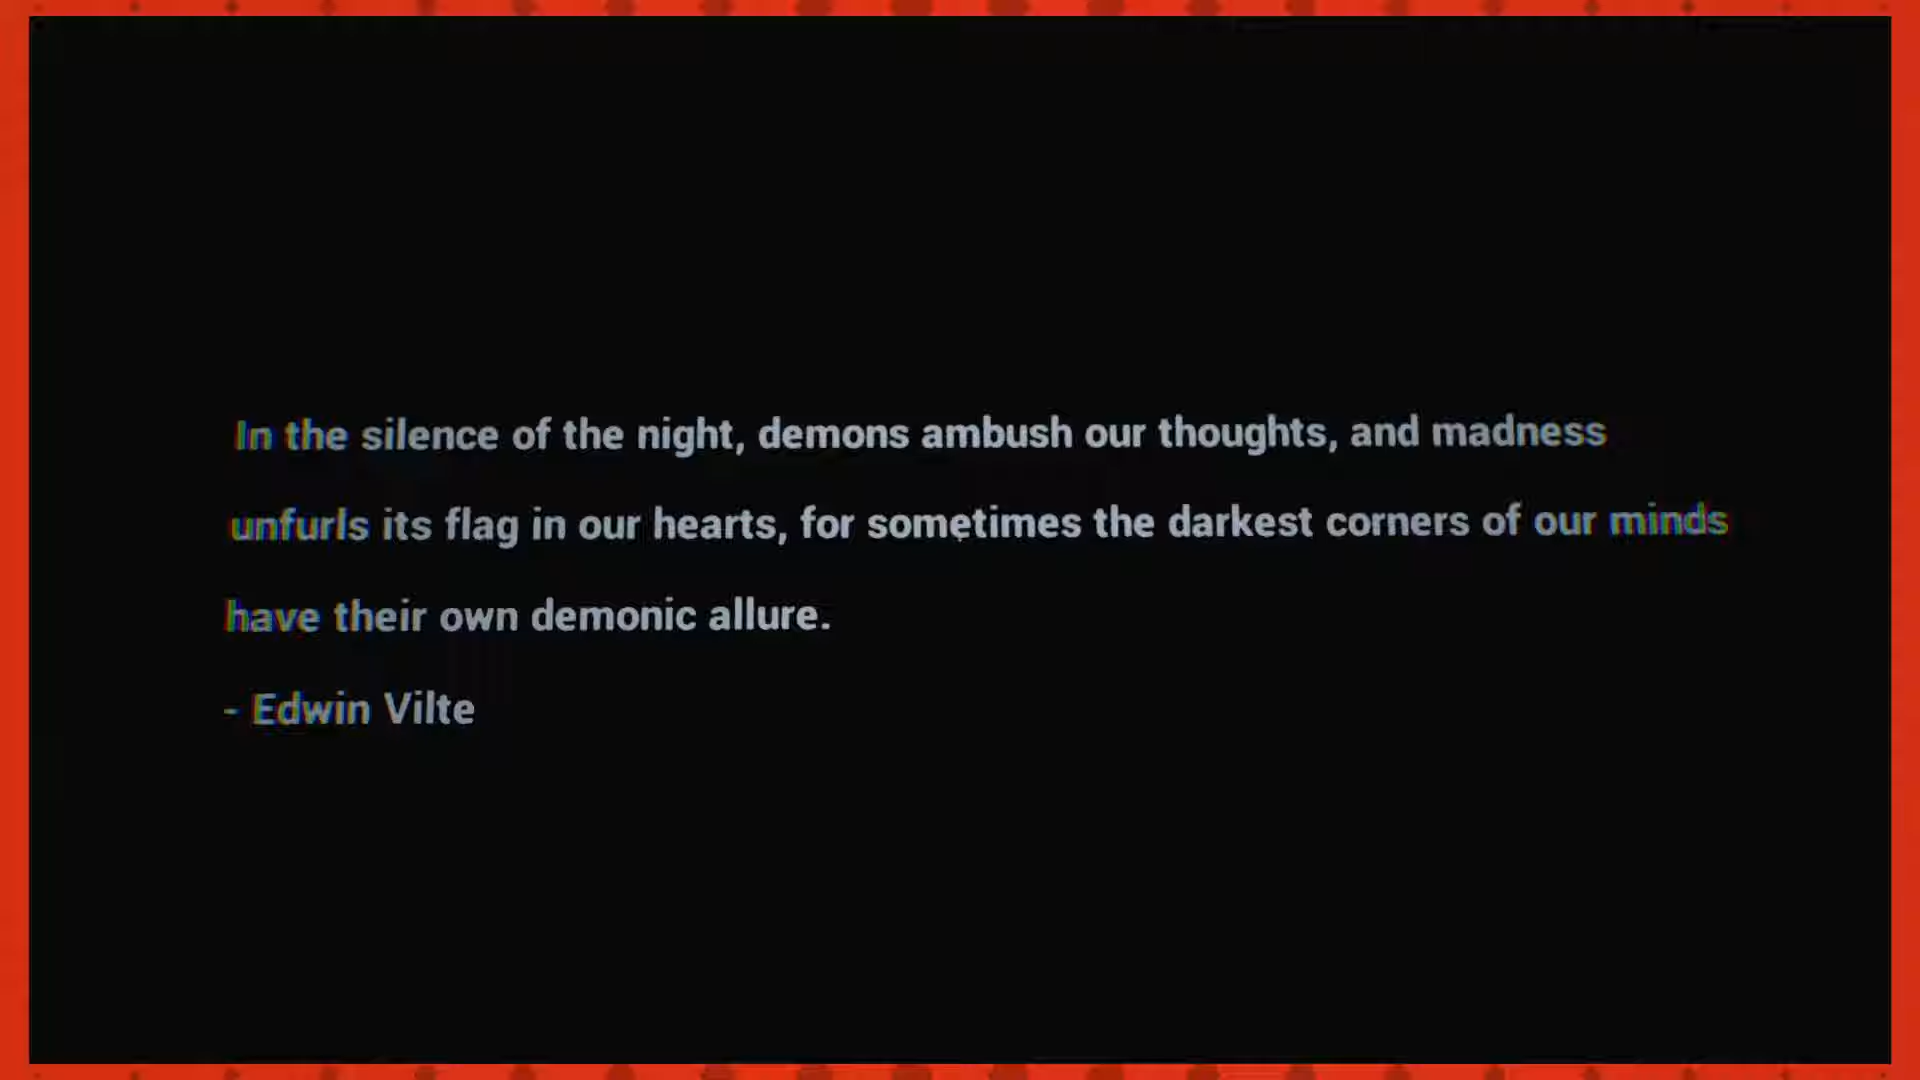 In the silence of the night, demons ambush our thoughts, and madness
unfurls its flag in our hearts, for sometimes the darkest corners of our minds
have their own demonic allure.
- Edwin Vilte